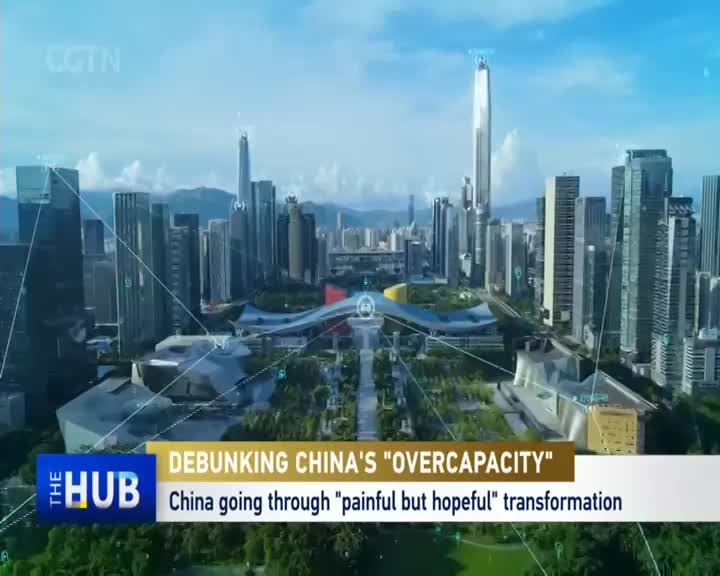 CGTN
DEBUNKING CHINA'S "OVERCAPACITY"
THE HUB
China going through "painful but hopeful" transformation